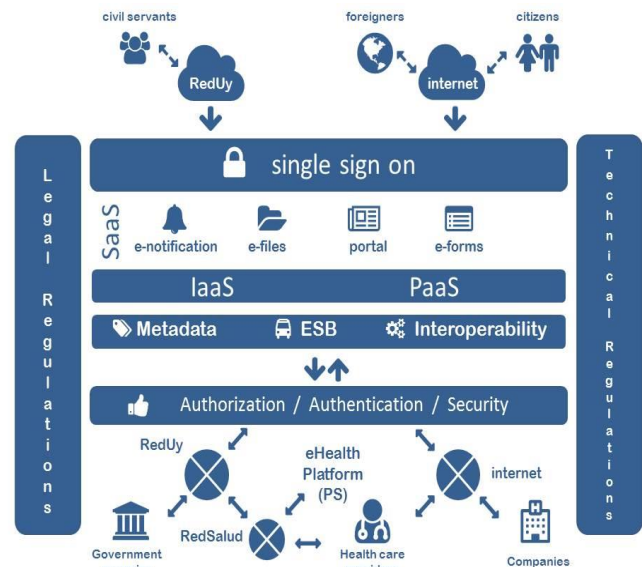 civil servants
foreigners
citizens
RedUy
internet
Legal Regulations
Technical Regulations
single sign on
SaaS
e-notification
e-files
portal
e-forms
IaaS
PaaS
Metadata
ESB
Interoperability
Authorization / Authentication / Security
RedUy
eHealth
Platform
(PS)
internet
RedSalud
H
Government
Health care
Companies